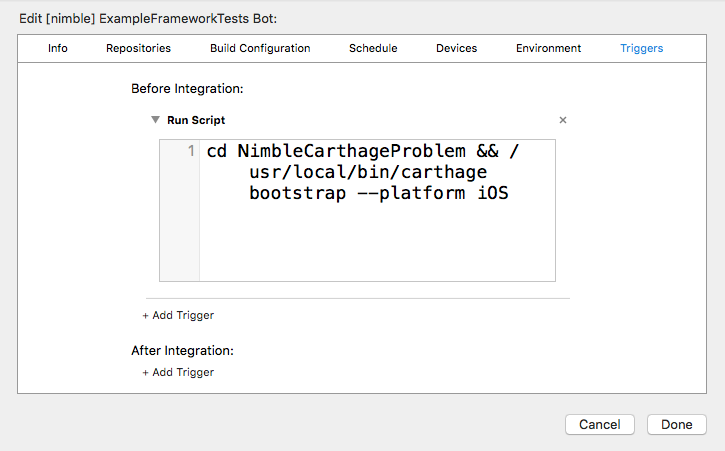 Edit [nimble] ExampleFrameworkTests Bot:
Info Repositories Build Configuration Schedule Devices Environment Triggers
Before Integration:
▼ Run Script ×
1 cd NimbleCarthageProblem && /
usr/local/bin/carthage
bootstrap --platform iOS
+ Add Trigger
After Integration:
+ Add Trigger
Cancel Done